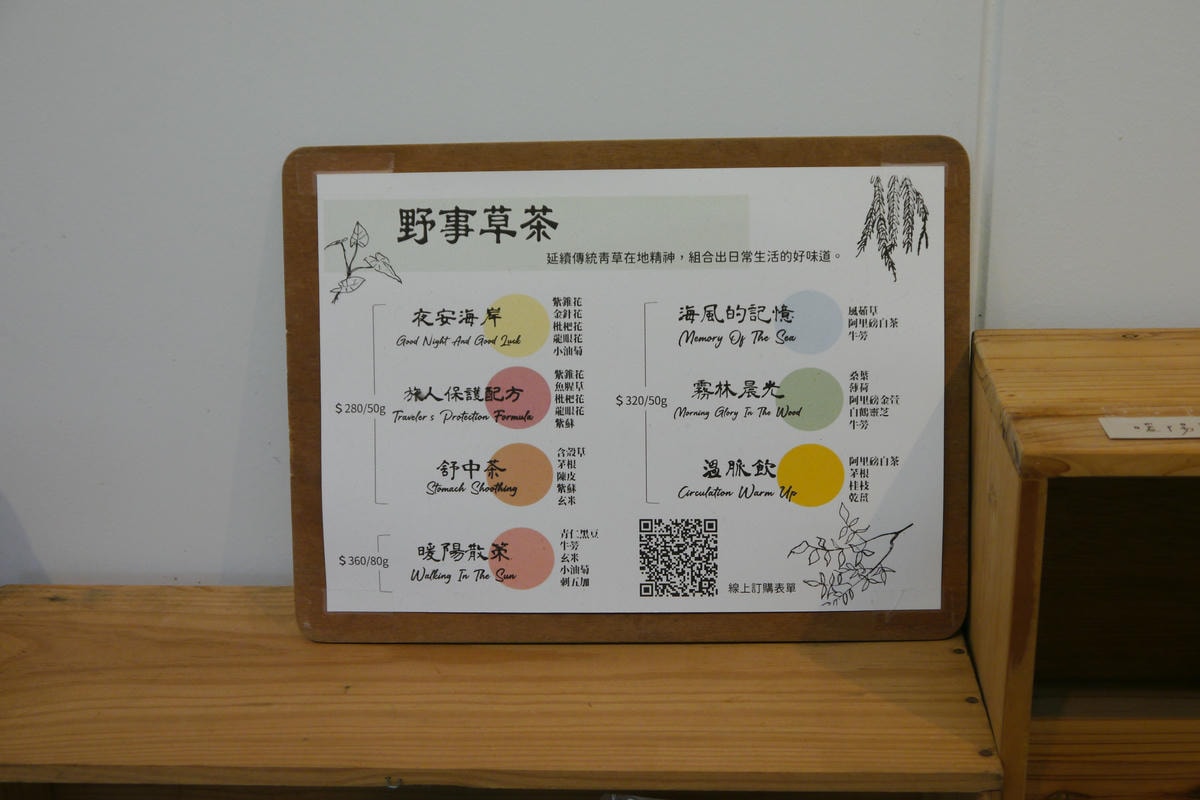 野事草茶
延續傳統青草在地精神，組合出日常生活的好味道。
$280/50g
夜安海岸
Good Night And Good Luck
紫錐花
金針花
枇杷花
龍眼花
小油菊
旅人保護配方
Traveler s Protection Formula
紫錐花
魚腥草
枇杷花
龍眼花
紫蘇
舒中茶
Stomach Shoothing
含殼草
茅根
陳皮
紫蘇
玄米
$360/80g
暖陽散策
Walking In The Sun
青仁黑豆
牛蒡
玄米
小油菊
刺五加
$320/50g
海風的記憶
Memory Of The Sea
風茹草
阿里磅白茶
牛蒡
霧林晨光
Morning Glory In The Wood
桑葉
薄荷
阿里磅金萱
白鶴靈芝
牛蒡
溫脈飲
Circulation Warm Up
阿里磅白茶
茅根
桂枝
乾薑
線上訂購表單